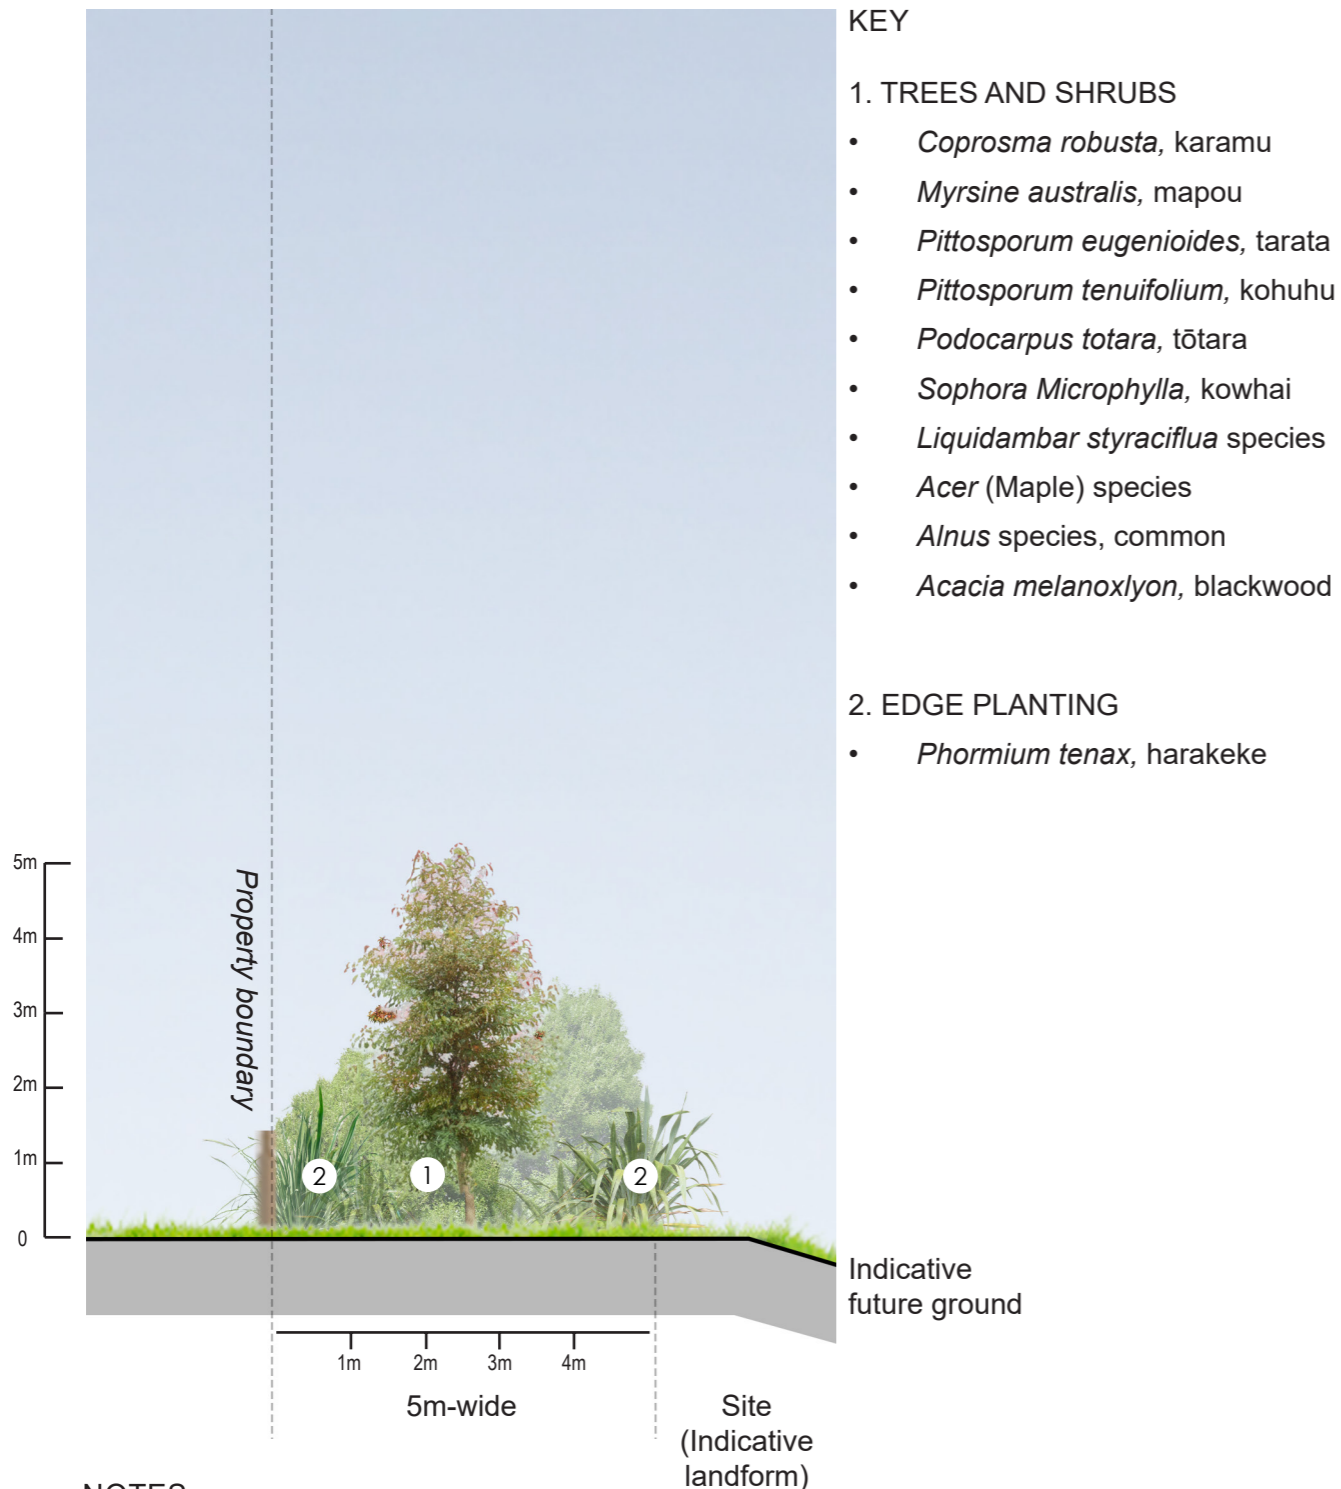 KEY
1. TREES AND SHRUBS
• Coprosma robusta, karamu
• Myrsine australis, mapou
• Pittosporum eugenioides, tarata
• Pittosporum tenuifolium, kohuhu
• Podocarpus totara, tōtara
• Sophora Microphylla, kowhai
• Liquidambar styraciflua species
• Acer (Maple) species
• Alnus species, common
• Acacia melanoxlyon, blackwood
2. EDGE PLANTING
• Phormium tenax, harakeke
5m
4m
3m
2m
1m
0
Property boundary
2
1
2
Indicative
future ground
1m
2m
3m
4m
5m-wide
Site
(Indicative
landform)
NOTES